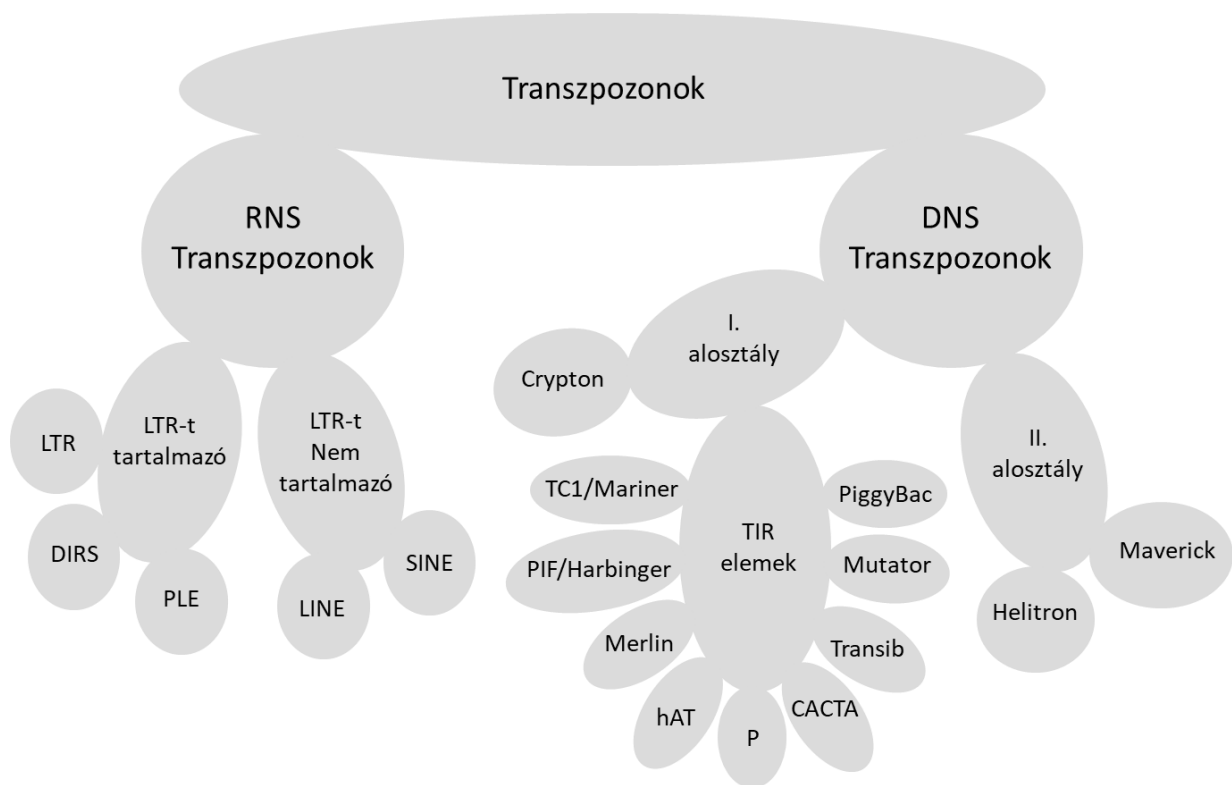 Transzpozonok
RNS
Transzpozonok
DNS
Transzpozonok
I.
alosztály
Crypton
LTR
LTR-t
tartalmazó
LTR-t
Nem
tartalmazó
II.
alosztály
TC1/Mariner
PiggyBac
TIR
elemek
DIRS
SINE
PIF/Harbinger
Mutator
Maverick
PLE
LINE
Helitron
Merlin
Transib
hAT
P
CACTA